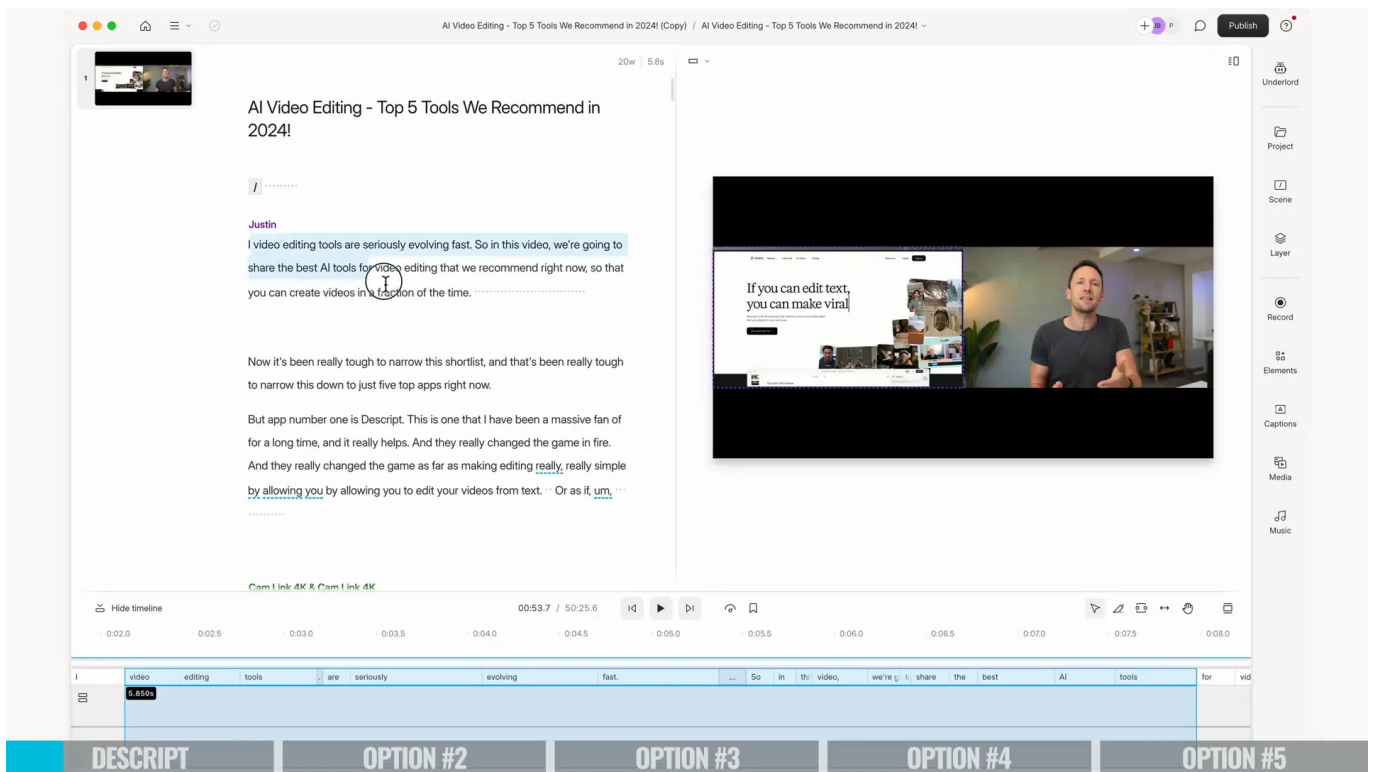 AI Video Editing - Top 5 Tools We Recommend in 2024! (Copy) / AI Video Editing - Top 5 Tools We Recommend in 2024!
JB P
Publish
1
20w 5.8s
AI Video Editing - Top 5 Tools We Recommend in
2024!
/
Justin
I video editing tools are seriously evolving fast. So in this video, we're going to
share the best AI tools for video editing that we recommend right now, so that
you can create videos in a fraction of the time.
Now it's been really tough to narrow this shortlist, and that's been really tough
to narrow this down to just five top apps right now.
But app number one is Descript. This is one that I have been a massive fan of
for a long time, and it really helps. And they really changed the game in fire.
And they really changed the game as far as making editing really, really simple
by allowing you by allowing you to edit your videos from text. Or as if, um,
Cam Link 4K & Cam Link 4K
If you can edit text,
you can make viral
Underlord
Project
Scene
Layer
Record
Elements
Captions
Media
Music
Hide timeline
00:53.7 / 50:25.6
0:02.0 0:02.5 0:03.0 0:03.5 0:04.0 0:04.5 0:05.0 0:05.5 0:06.0 0:06.5 0:07.0 0:07.5 0:08.0
I video editing tools . are seriously evolving fast. ... So in thi video, we're g t share the best AI tools for vid
5.850s
DESCRIPT OPTION #2 OPTION #3 OPTION #4 OPTION #5